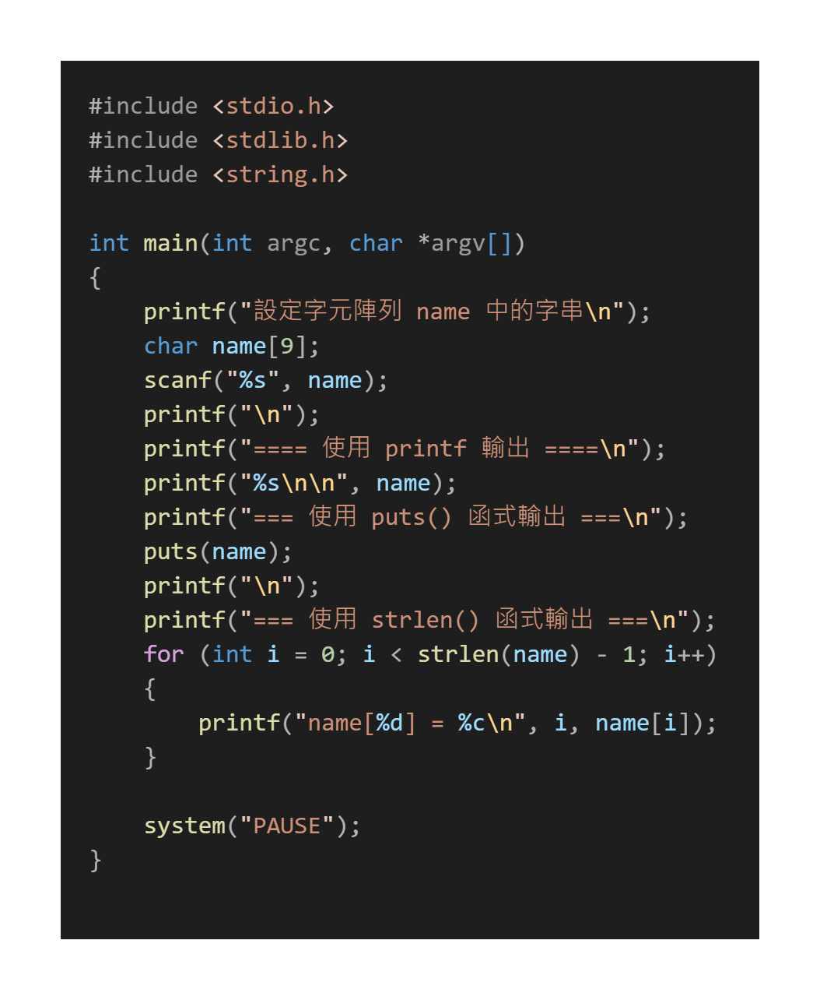 #include <stdio.h>
#include <stdlib.h>
#include <string.h>

int main(int argc, char *argv[])
{
    printf("設定字元陣列 name 中的字串\n");
    char name[9];
    scanf("%s", name);
    printf("\n");
    printf("==== 使用 printf 輸出 ====\n");
    printf("%s\n\n", name);
    printf("=== 使用 puts() 函式輸出 ===\n");
    puts(name);
    printf("\n");
    printf("=== 使用 strlen() 函式輸出 ===\n");
    for (int i = 0; i < strlen(name) - 1; i++)
    {
        printf("name[%d] = %c\n", i, name[i]);
    }

    system("PAUSE");
}